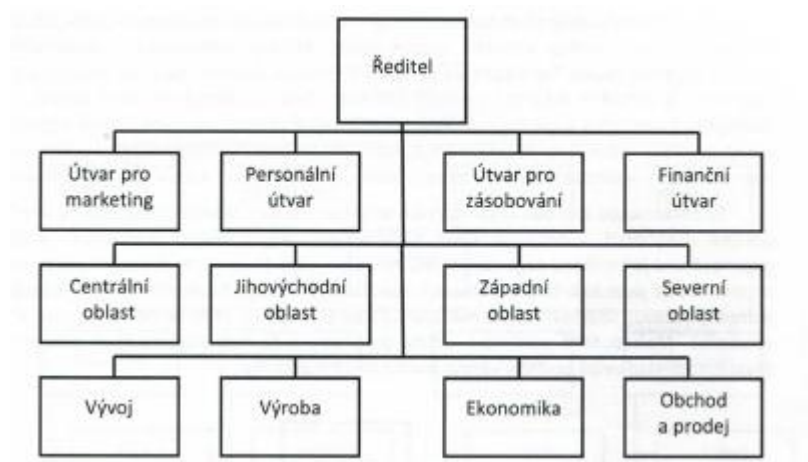 Ředitel
Útvar pro
marketing
Personální
útvar
Útvar pro
zásobování
Finanční
útvar
Centrální
oblast
Jihovýchodní
oblast
Západní
oblast
Severní
oblast
Vývoj
Výroba
Ekonomika
Obchod
a prodej